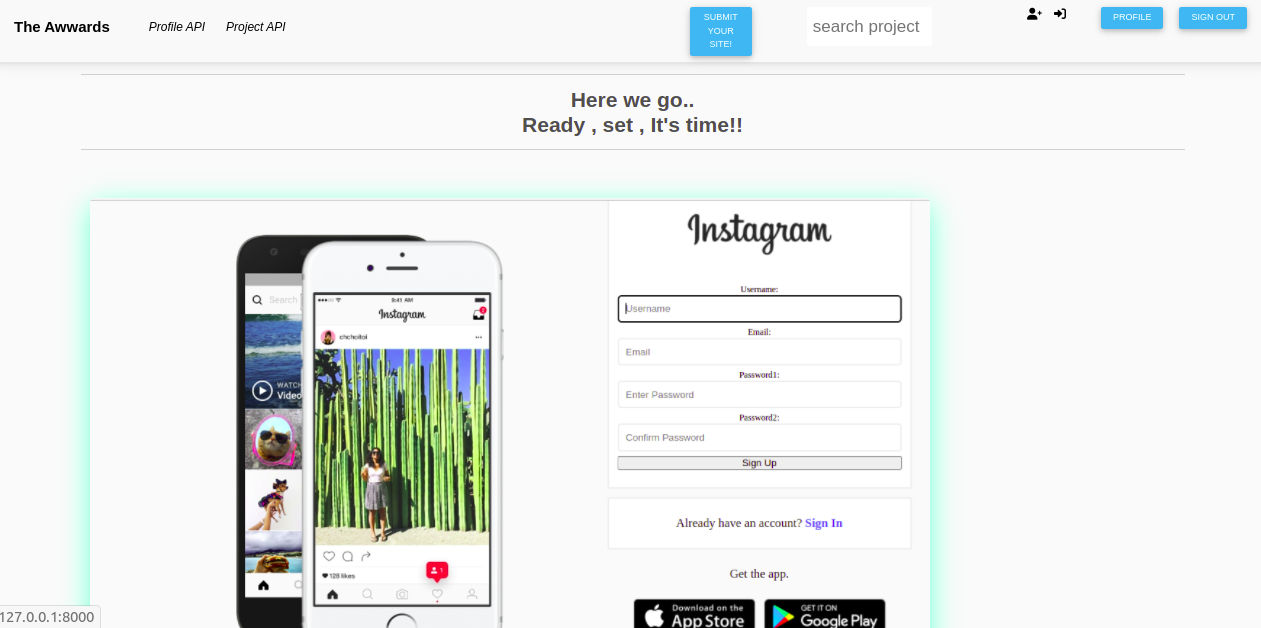 The Awwards
Profile API
Project API
SUBMIT
YOUR
SITE!
search project
PROFILE
SIGN OUT
Here we go..
Ready , set , It's time!!
Search
WATCH
Video
8:41 AM
Instagram
2
chchoitoi
128 likes
1
Instagram
Username:
Username
Email:
Email
Password1:
Enter Password
Password2:
Confirm Password
Sign Up
Already have an account? Sign In
Get the app.
Download on the
App Store
GET IT ON
Google Play
127.0.0.1:8000